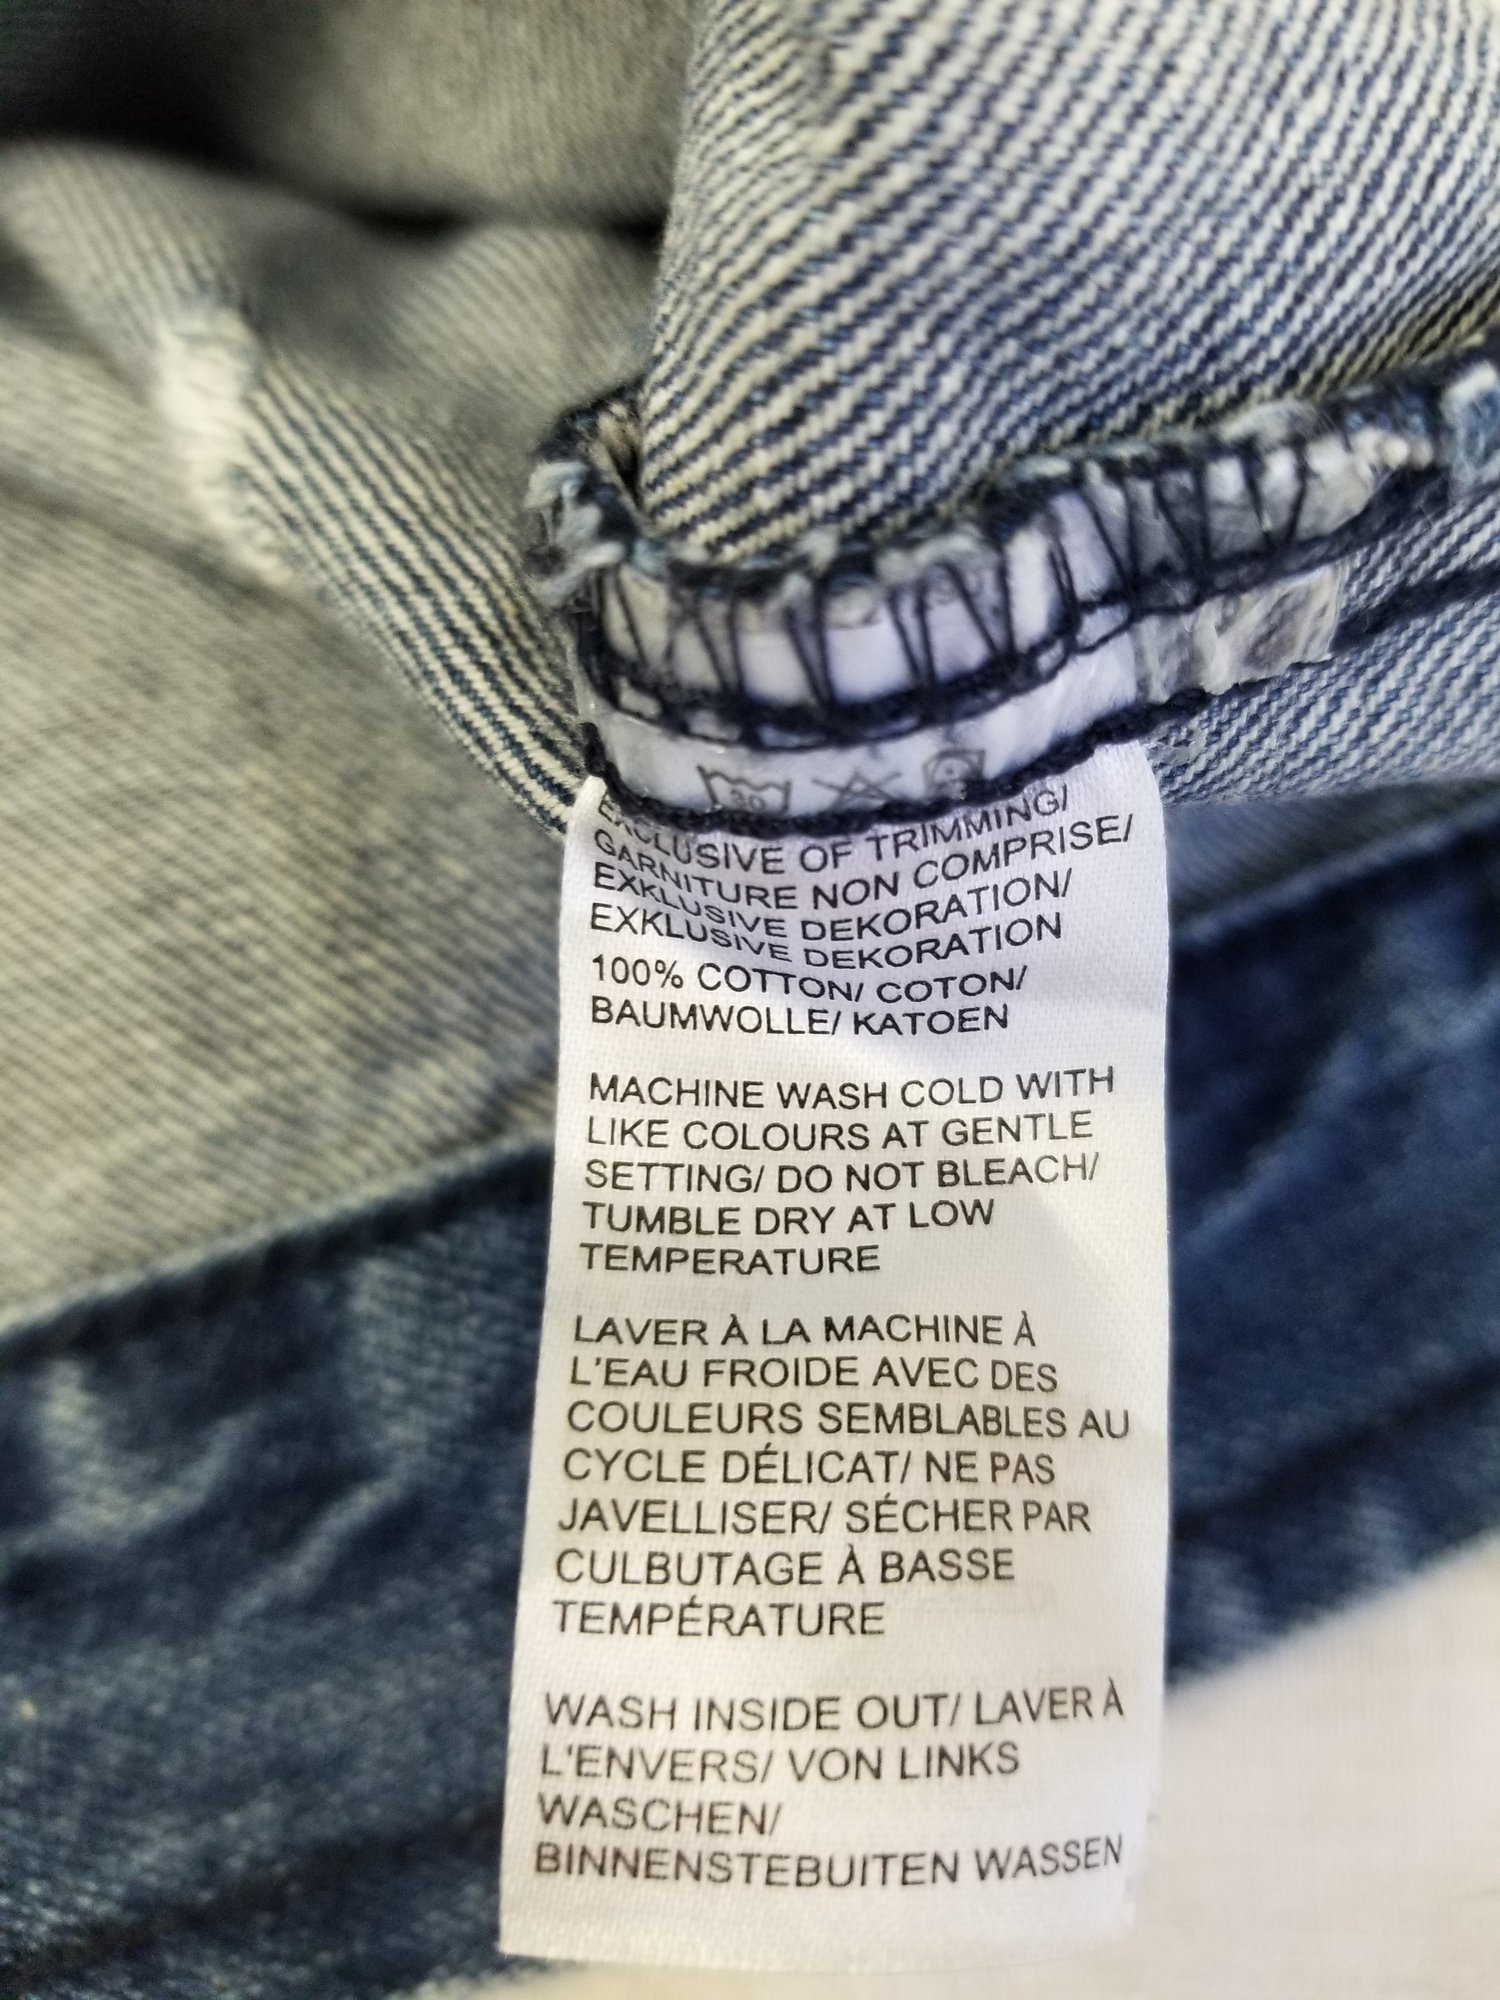 30
EXCLUSIVE OF TRIMMING/
GARNITURE NON COMPRISE/
EXKLUSIVE DEKORATION/
EXKLUSIVE DEKORATION
100% COTTON/ COTON/
BAUMWOLLE/ KATOEN
MACHINE WASH COLD WITH
LIKE COLOURS AT GENTLE
SETTING/ DO NOT BLEACH/
TUMBLE DRY AT LOW
TEMPERATURE
LAVER À LA MACHINE À
L'EAU FROIDE AVEC DES
COULEURS SEMBLABLES AU
CYCLE DÉLICAT/ NE PAS
JAVELLISER/ SÉCHER PAR
CULBUTAGE À BASSE
TEMPÉRATURE
WASH INSIDE OUT/ LAVER À
L'ENVERS/ VON LINKS
WASCHEN/
BINNENSTEBUITEN WASSEN